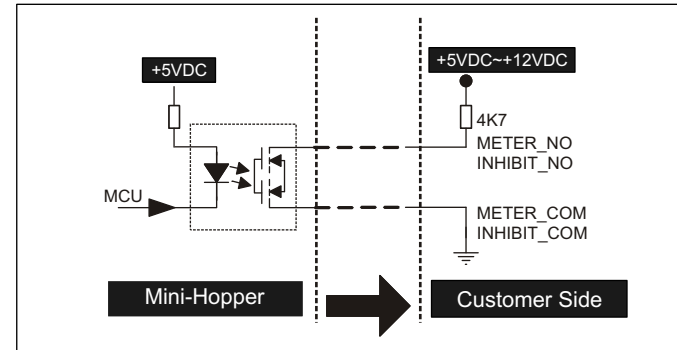 +5VDC
+5VDC~+12VDC
4K7
METER_NO
INHIBIT_NO
MCU
METER_COM
INHIBIT_COM
Mini-Hopper
Customer Side